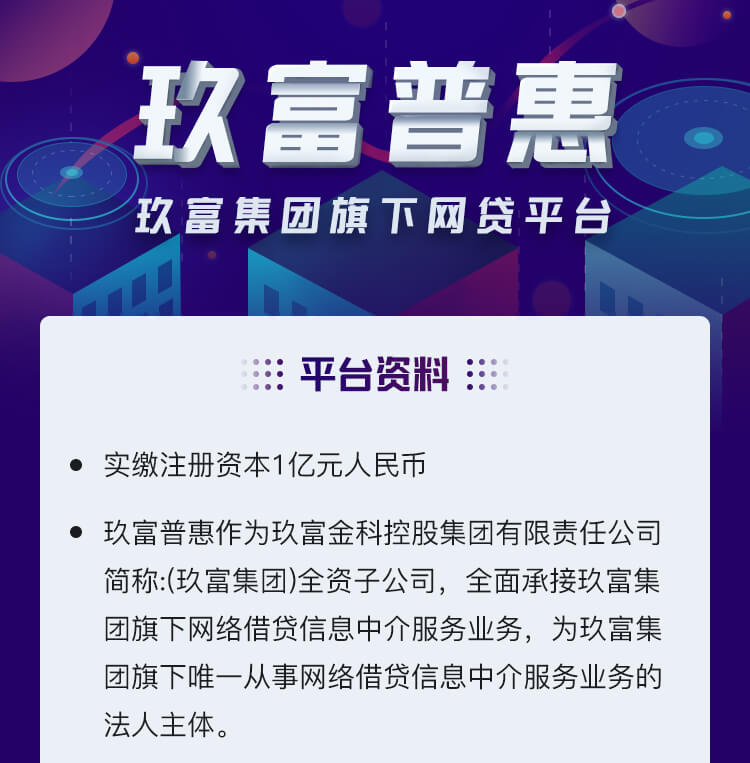 玖富普惠
玖富集团旗下网贷平台
平台资料
实缴注册资本1亿元人民币
玖富普惠作为玖富金科控股集团有限责任公司
简称:(玖富集团)全资子公司，全面承接玖富集
团旗下网络借贷信息中介服务业务，为玖富集
团旗下唯一从事网络借贷信息中介服务业务的
法人主体。